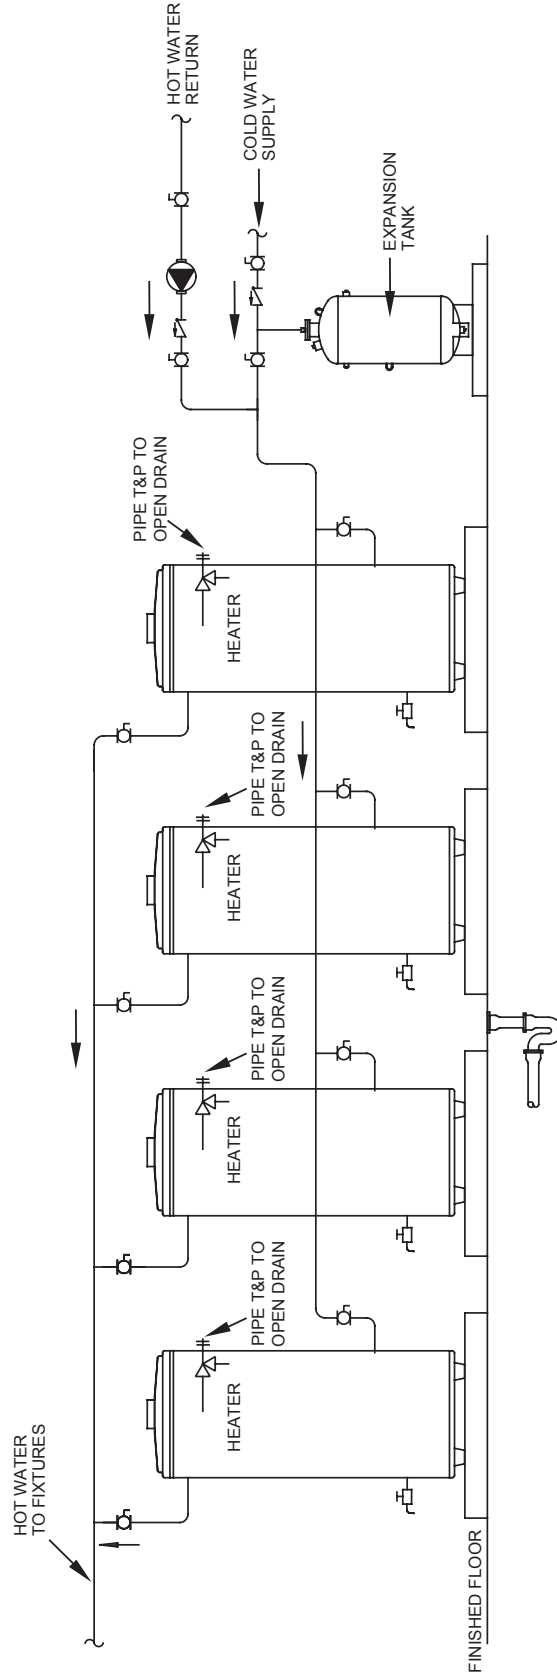 HOT WATER
TO FIXTURES
HOT WATER
RETURN
COLD WATER
SUPPLY
PIPE T&P TO
OPEN DRAIN
EXPANSION
TANK
HEATER
HEATER
HEATER
HEATER
PIPE T&P TO
OPEN DRAIN
PIPE T&P TO
OPEN DRAIN
PIPE T&P TO
OPEN DRAIN
FINISHED FLOOR